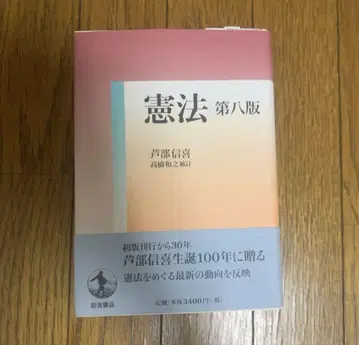 憲法 第八版
芦部信喜
高橋和之 補訂
初版刊行から30年
芦部信喜生誕100年に贈る
憲法をめぐる最新の動向を反映
岩波書店
定価(本体3400円+税)